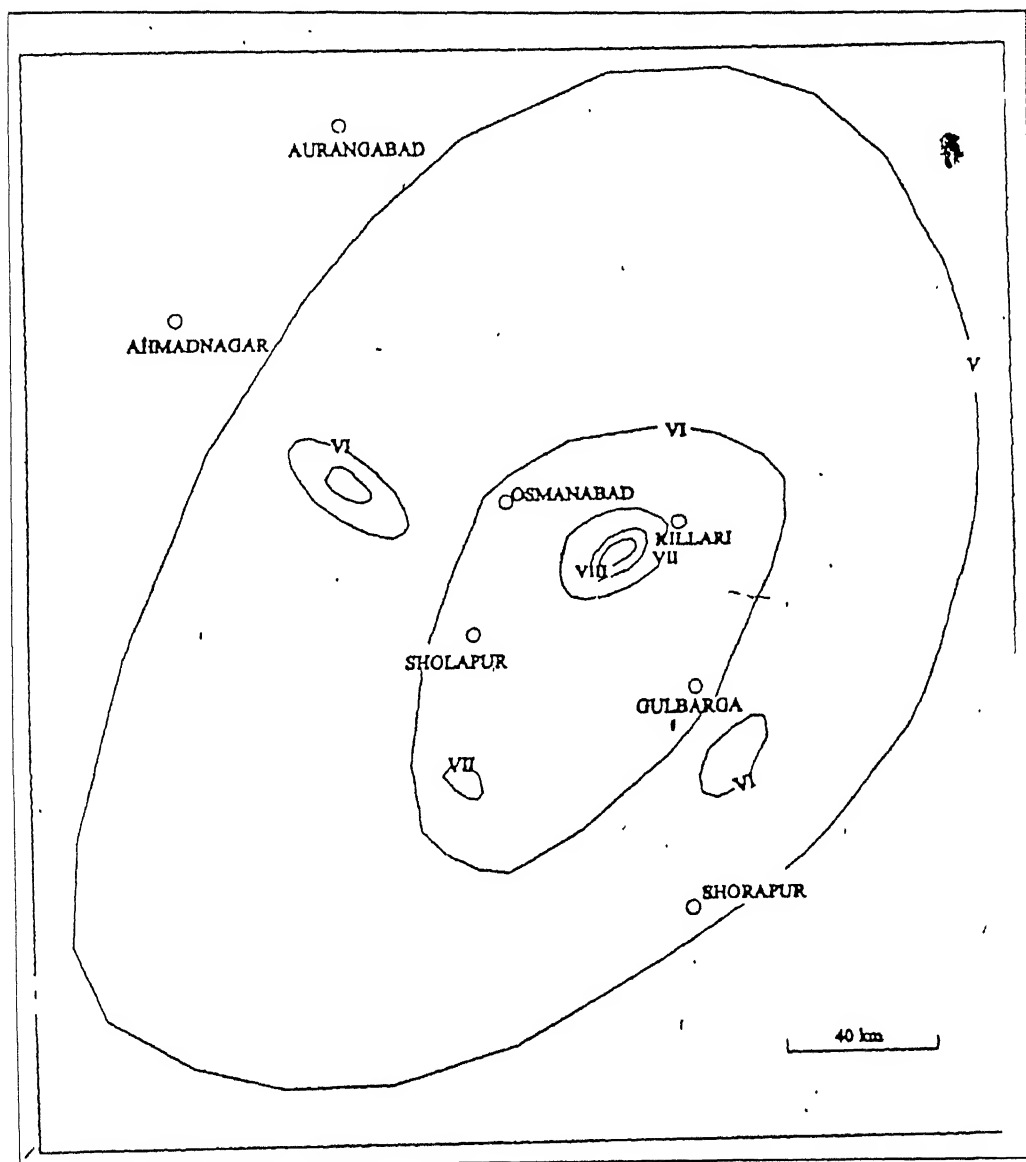 AURANGABAD
AHMADNAGAR
V
VI
VI
OSMANABAD
KILLARI
VIII
VII
SHOLAPUR
GULBARGA
VII
VI
SHORAPUR
40 km